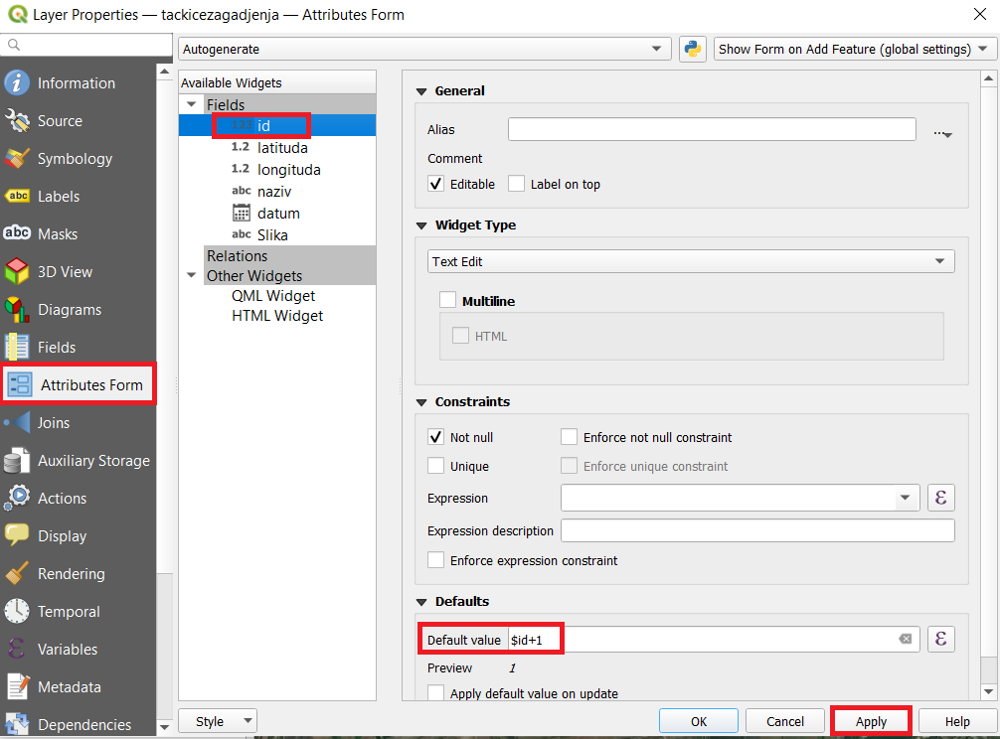 Layer Properties — tackicezagadjenja — Attributes Form
Autogenerate
Show Form on Add Feature (global settings)
Information
Source
Symbology
abc Labels
abc Masks
3D View
Diagrams
Fields
Attributes Form
Joins
Auxiliary Storage
Actions
Display
Rendering
Temporal
Variables
Metadata
Dependencies
Available Widgets
Fields
123 id
1.2 latituda
1.2 longituda
abc naziv
datum
abc Slika
Relations
Other Widgets
QML Widget
HTML Widget
General
Alias
...
Comment
Editable Label on top
Widget Type
Text Edit
Multiline
HTML
Constraints
Not null Enforce not null constraint
Unique Enforce unique constraint
Expression ε
Expression description
Enforce expression constraint
Defaults
Default value $id+1 ε
Preview 1
Apply default value on update
Style OK Cancel Apply Help